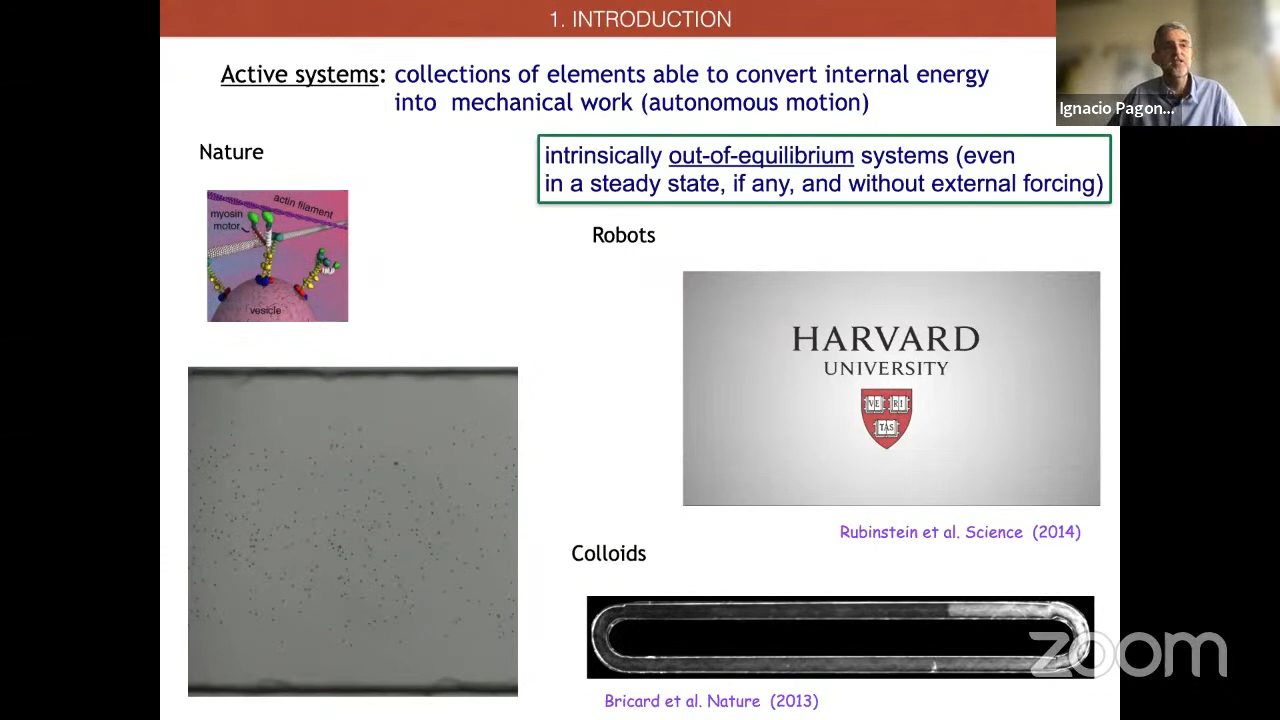 1. INTRODUCTION
Active systems: collections of elements able to convert internal energy
into mechanical work (autonomous motion)
Ignacio Pagon...
Nature
intrinsically out-of-equilibrium systems (even
in a steady state, if any, and without external forcing)
actin filament
myosin
motor
vesicle
Robots
HARVARD
UNIVERSITY
VE RI
TAS
Rubinstein et al. Science (2014)
Colloids
zoom
Bricard et al. Nature (2013)